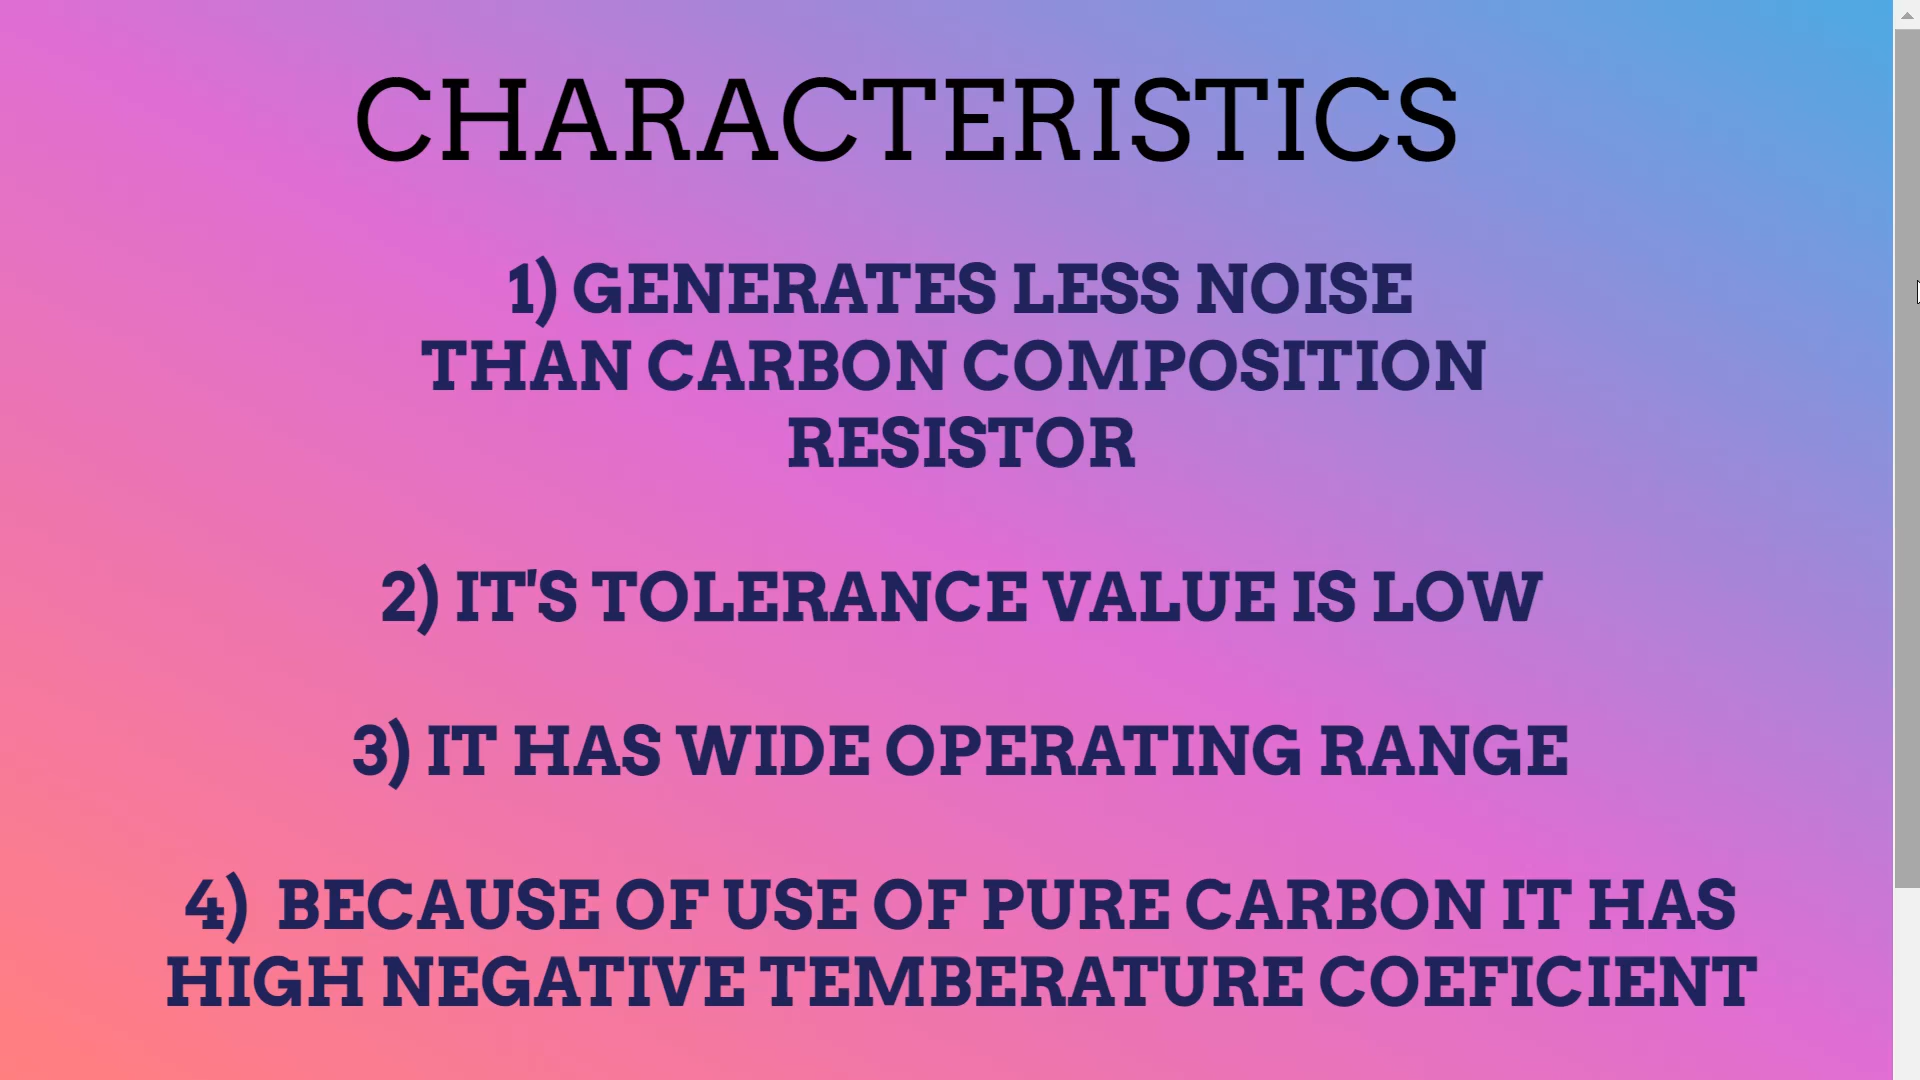 CHARACTERISTICS
1) GENERATES LESS NOISE
THAN CARBON COMPOSITION
RESISTOR
2) IT'S TOLERANCE VALUE IS LOW
3) IT HAS WIDE OPERATING RANGE
4) BECAUSE OF USE OF PURE CARBON IT HAS
HIGH NEGATIVE TEMBERATURE COEFICIENT